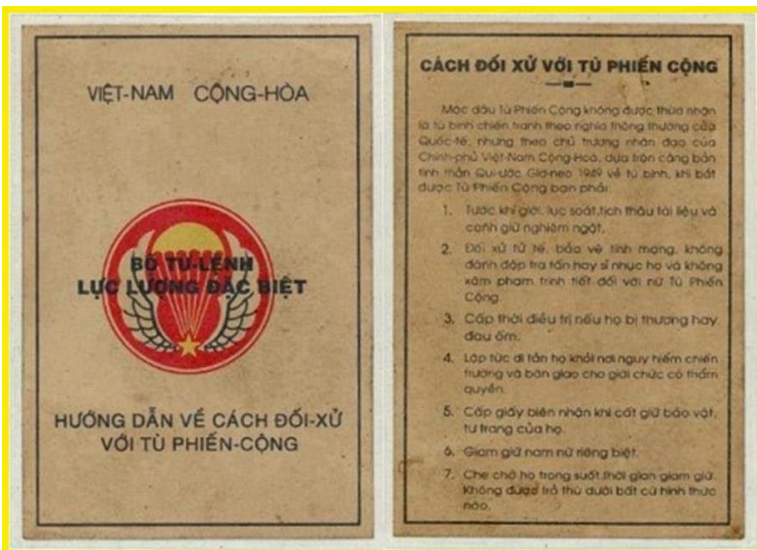 VIỆT-NAM CỘNG-HÒA
BỘ TƯ-LỆNH
LỰC LƯỢNG ĐẶC BIỆT
HƯỚNG DẪN VỀ CÁCH ĐỐI-XỬ
VỚI TÙ PHIẾN-CỘNG
CÁCH ĐỐI XỬ VỚI TÙ PHIẾN CỘNG
Mặc dầu Tù Phiến Cộng không được thừa nhận
là tù binh chiến tranh theo nghĩa thông thường của
Quốc-tế, nhưng theo chủ trương nhân đạo của
Chính-phủ Việt-Nam Cộng-Hoà, dựa trên căn bản
tinh thần Qui-ước Giơ-neo 1949 về tù binh, khi bắt
được Tù Phiến Cộng bạn phải:
1. Tước khí giới, lục soát, tịch thâu tài liệu và
canh giữ nghiêm ngặt.
2. Đối xử tử tế, bảo vệ tính mạng, không
đánh đập tra tấn hay sỉ nhục họ và không
xâm phạm trinh tiết đối với nữ Tù Phiến
Cộng.
3. Cấp thời điều trị nếu họ bị thương hay
đau ốm.
4. Lập tức di tản họ khỏi nơi nguy hiểm chiến
trường và bàn giao cho giới chức có thẩm
quyền.
5. Cấp giấy biên nhận khi cất giữ bảo vật,
tư trang của họ.
6. Giam giữ nam nữ riêng biệt.
7. Che chở họ trong suốt thời gian giam giữ.
Không được trả thù dưới bất cứ hình thức
nào.